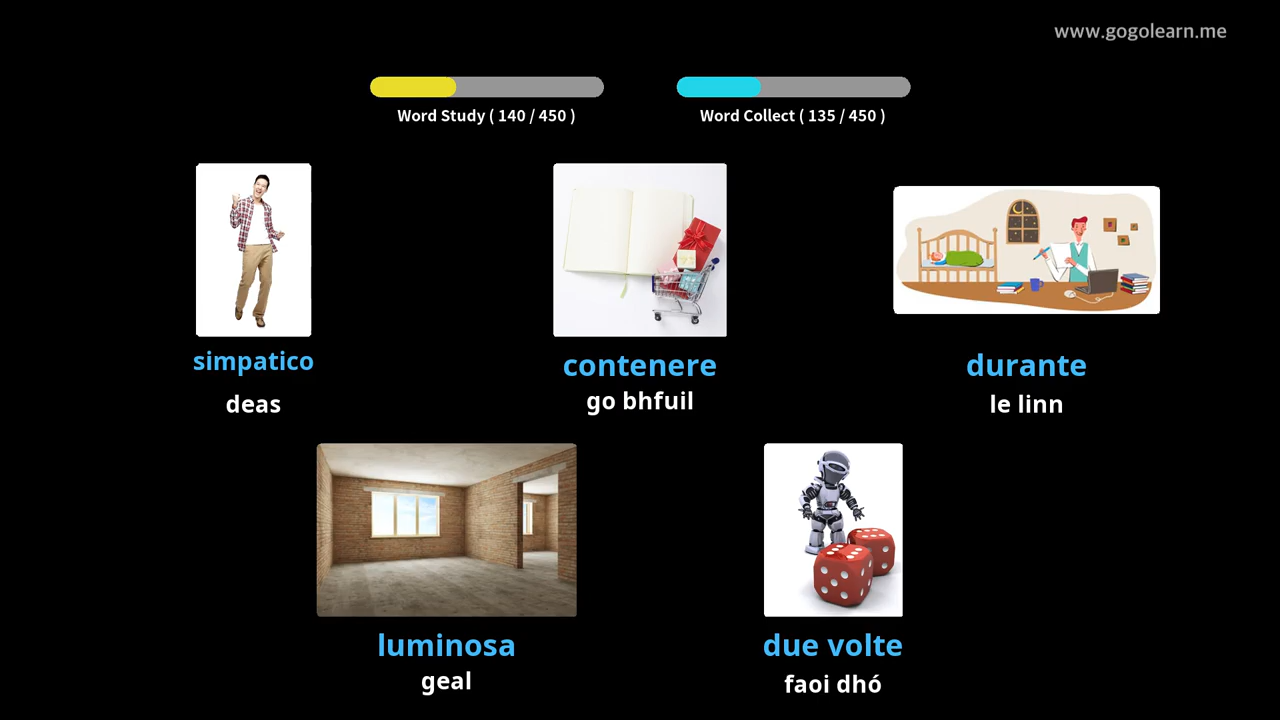 www.gogolearn.me
Word Study ( 140 / 450 )
Word Collect ( 135 / 450 )
simpatico
deas
contenere
go bhfuil
durante
le linn
luminosa
geal
due volte
faoi dhó